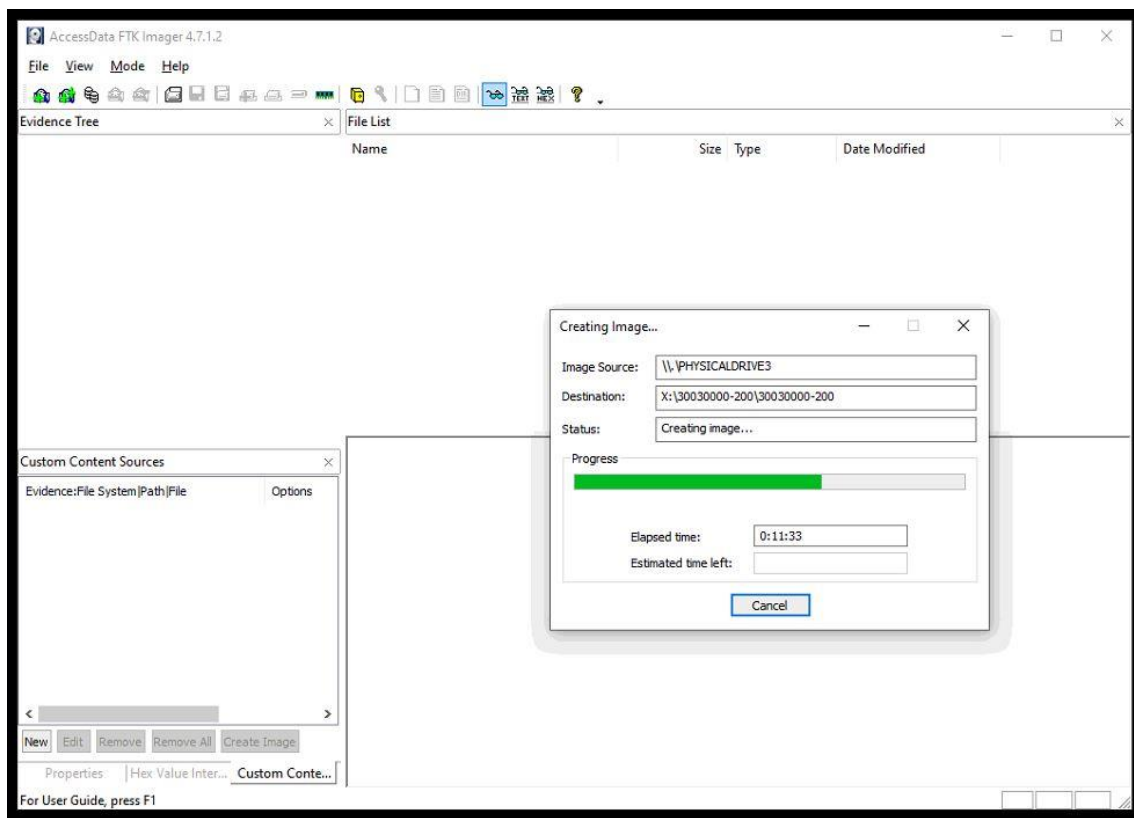 AccessData FTK Imager 4.7.1.2
File View Mode Help
TEXT HEX
Evidence Tree
File List
Name Size Type Date Modified
Creating Image...
Image Source: \\.\PHYSICALDRIVE3
Destination: X:\30030000-200\30030000-200
Status: Creating image...
Progress
Elapsed time: 0:11:33
Estimated time left:
Cancel
Custom Content Sources
Evidence:File System|Path|File Options
New Edit Remove Remove All Create Image
Properties Hex Value Inter... Custom Conte...
For User Guide, press F1